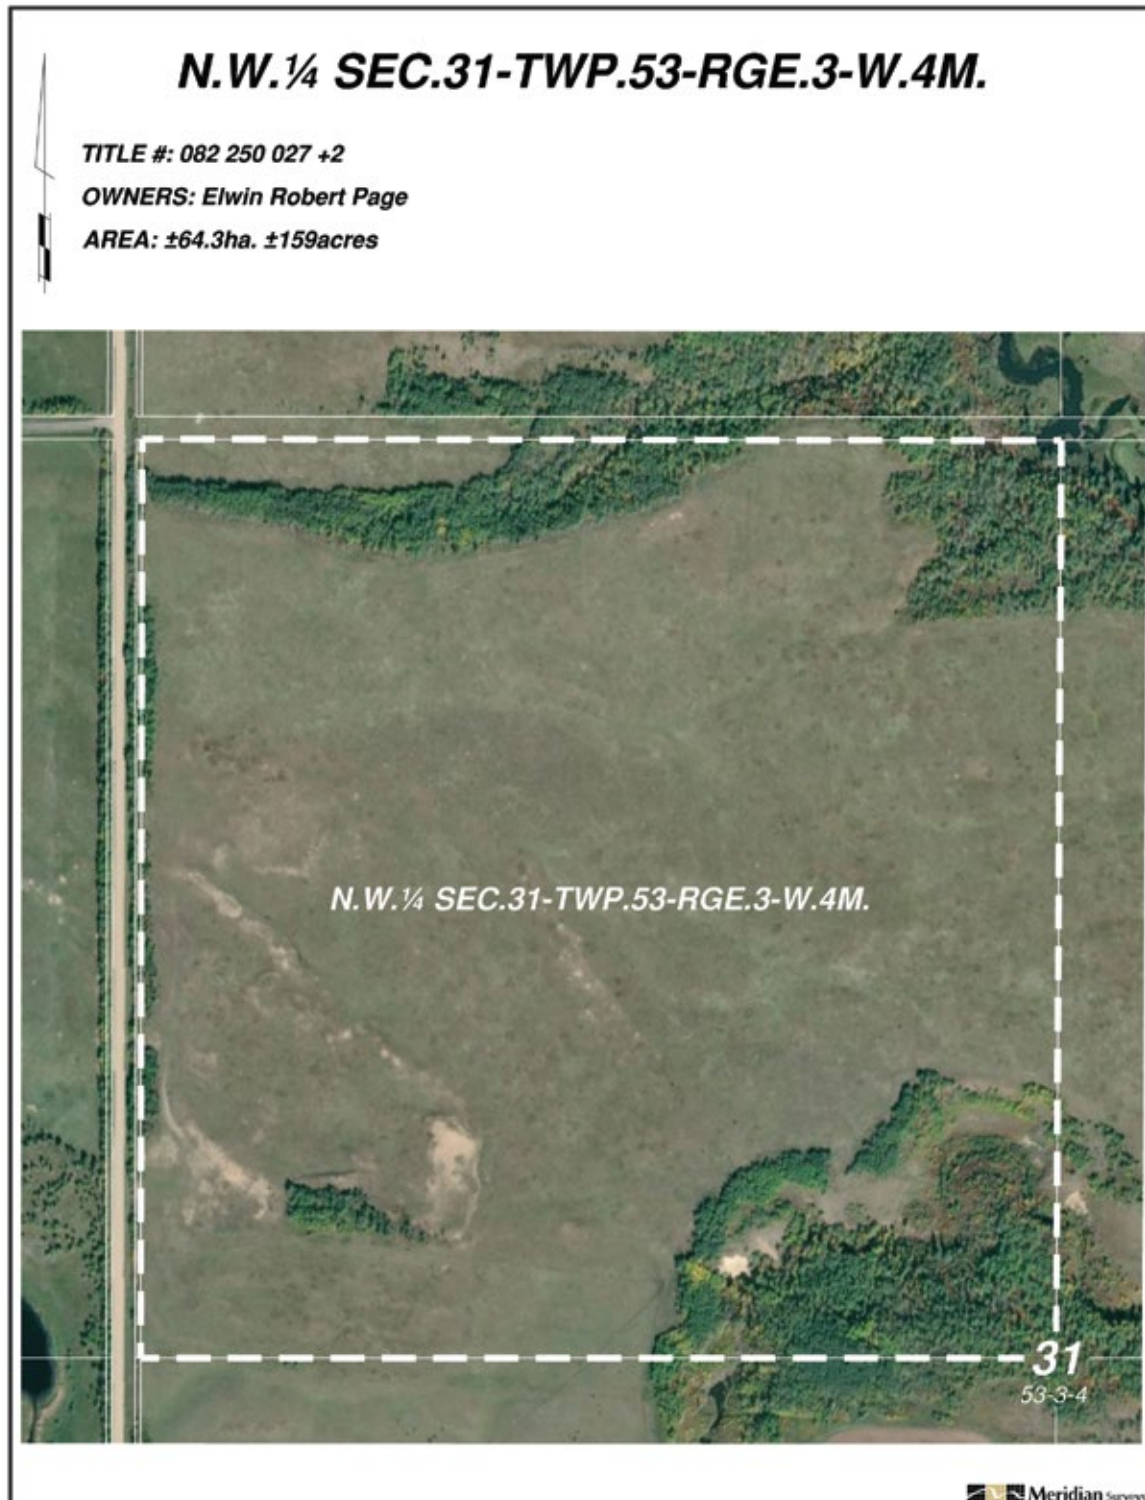 N.W.¼ SEC.31-TWP.53-RGE.3-W.4M.
TITLE #: 082 250 027 +2
OWNERS: Elwin Robert Page
AREA: ±64.3ha. ±159acres
N.W.¼ SEC.31-TWP.53-RGE.3-W.4M.
31
53-3-4
Meridian Surveys